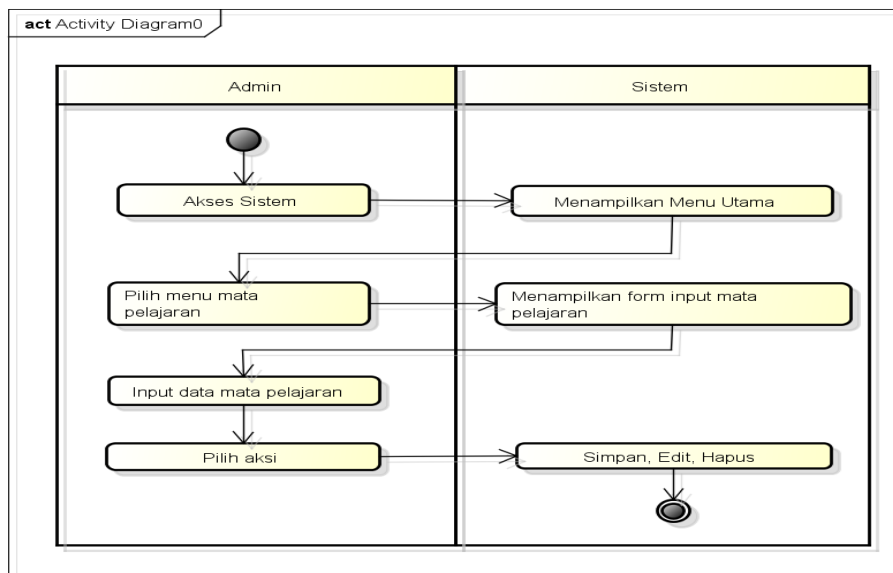 act Activity Diagram0
Admin
Sistem
Akses Sistem
Menampilkan Menu Utama
Pilih menu mata
pelajaran
Menampilkan form input mata
pelajaran
Input data mata pelajaran
Pilih aksi
Simpan, Edit, Hapus